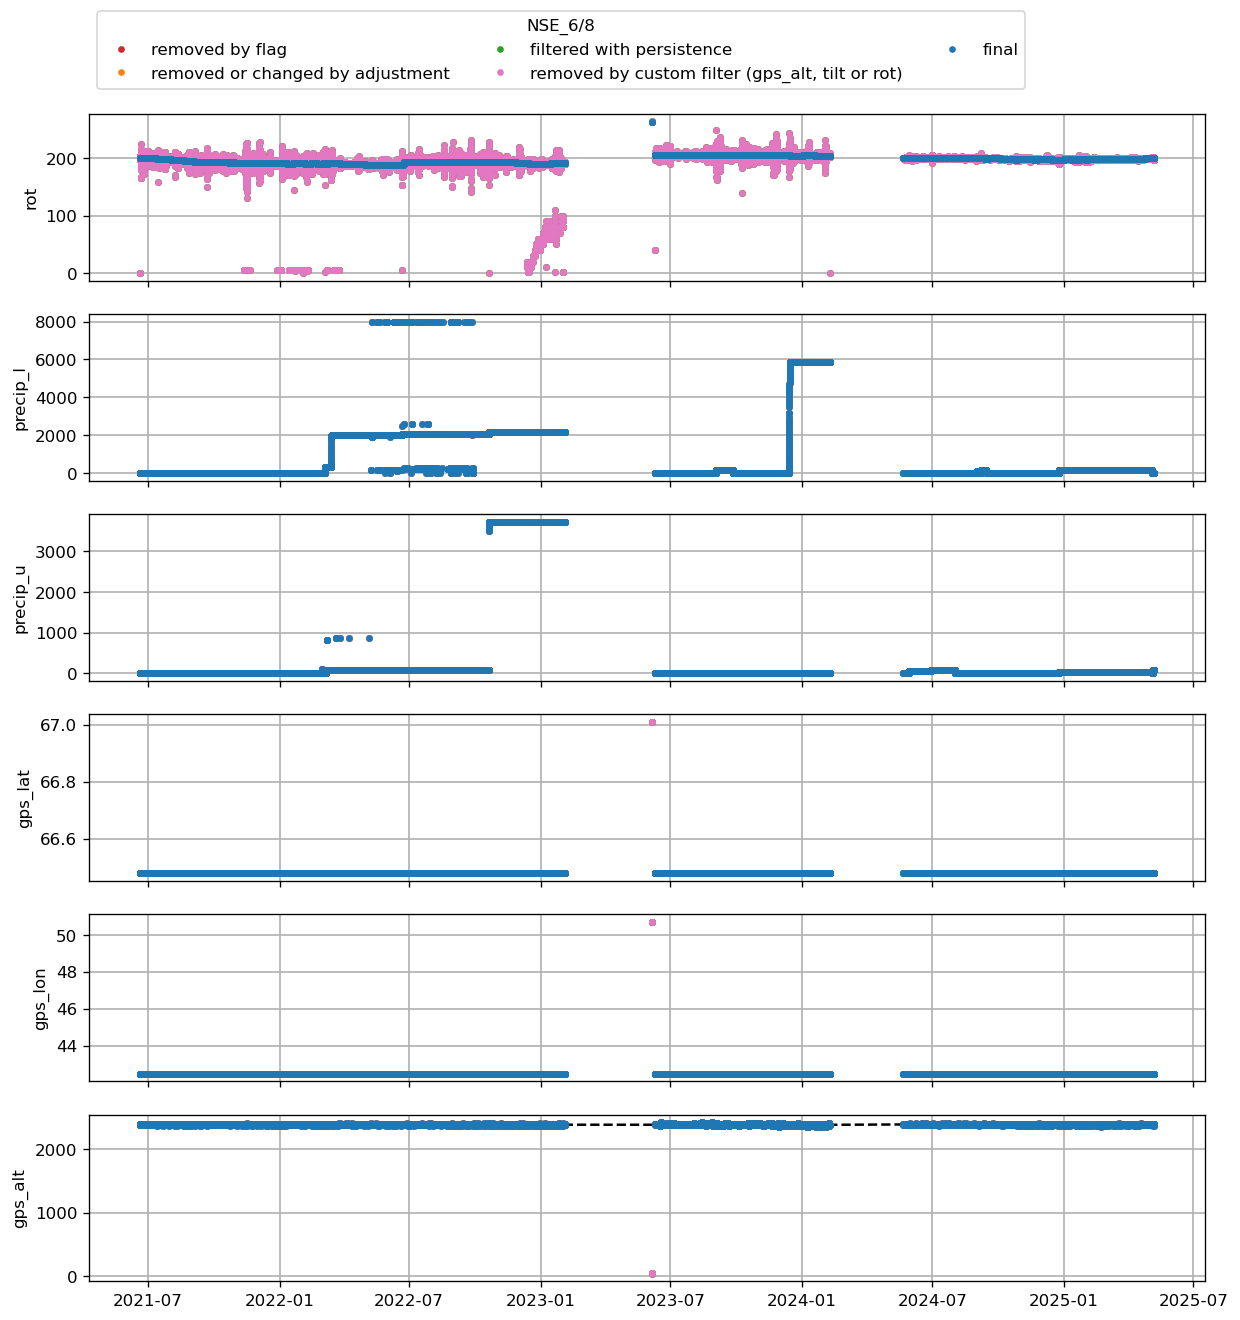 NSE_6/8
removed by flag
filtered with persistence
final
removed or changed by adjustment
removed by custom filter (gps_alt, tilt or rot)
200
100
0
rot
8000
6000
4000
2000
0
precip_l
3000
2000
1000
0
precip_u
67.0
66.8
66.6
gps_lat
50
48
46
44
gps_lon
2000
1000
0
gps_alt
2021-07 2022-01 2022-07 2023-01 2023-07 2024-01 2024-07 2025-01 2025-07